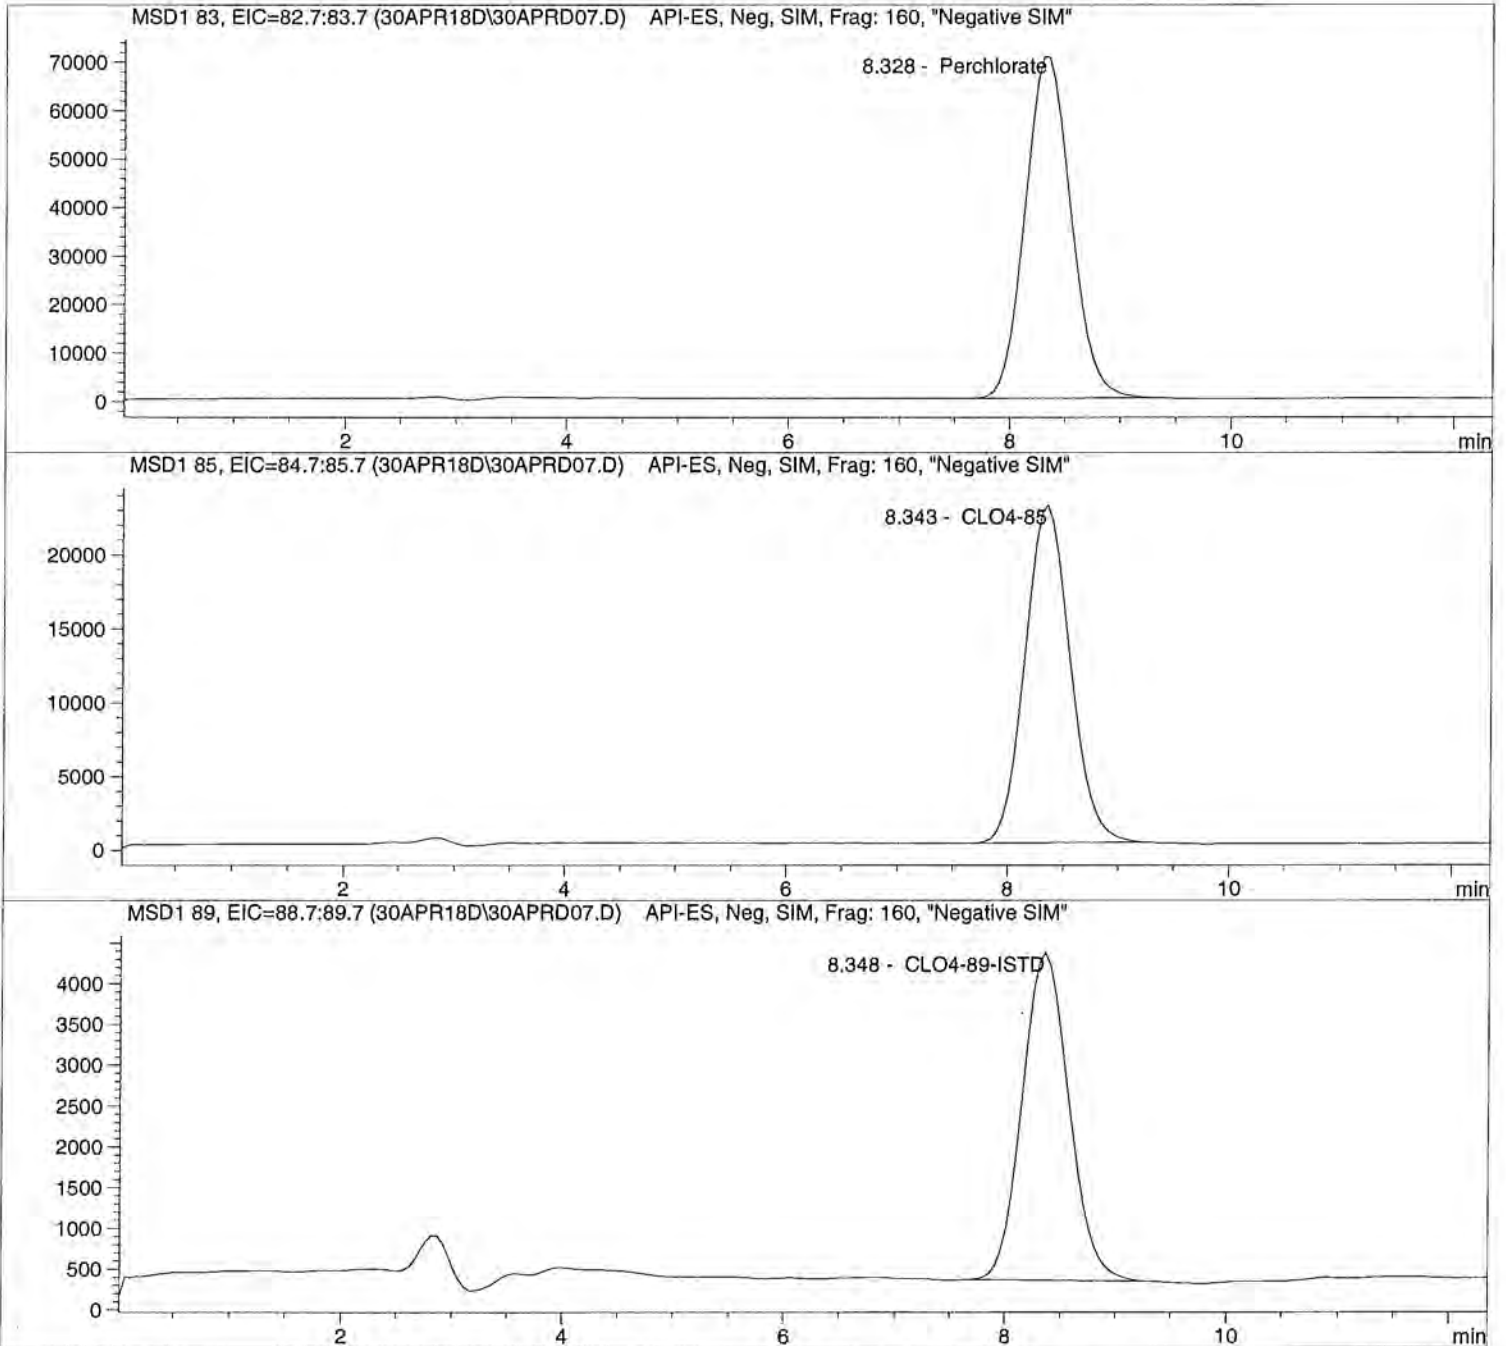 MSD1 83, EIC=82.7:83.7 (30APR18D\30APRD07.D) API-ES, Neg, SIM, Frag: 160, "Negative SIM"
8.328 - Perchlorate
70000
60000
50000
40000
30000
20000
10000
0
2 4 6 8 10 min
MSD1 85, EIC=84.7:85.7 (30APR18D\30APRD07.D) API-ES, Neg, SIM, Frag: 160, "Negative SIM"
8.343 - CLO4-85
20000
15000
10000
5000
0
2 4 6 8 10 min
MSD1 89, EIC=88.7:89.7 (30APR18D\30APRD07.D) API-ES, Neg, SIM, Frag: 160, "Negative SIM"
8.348 - CLO4-89-ISTD
4000
3500
3000
2500
2000
1500
1000
500
0
2 4 6 8 10 min